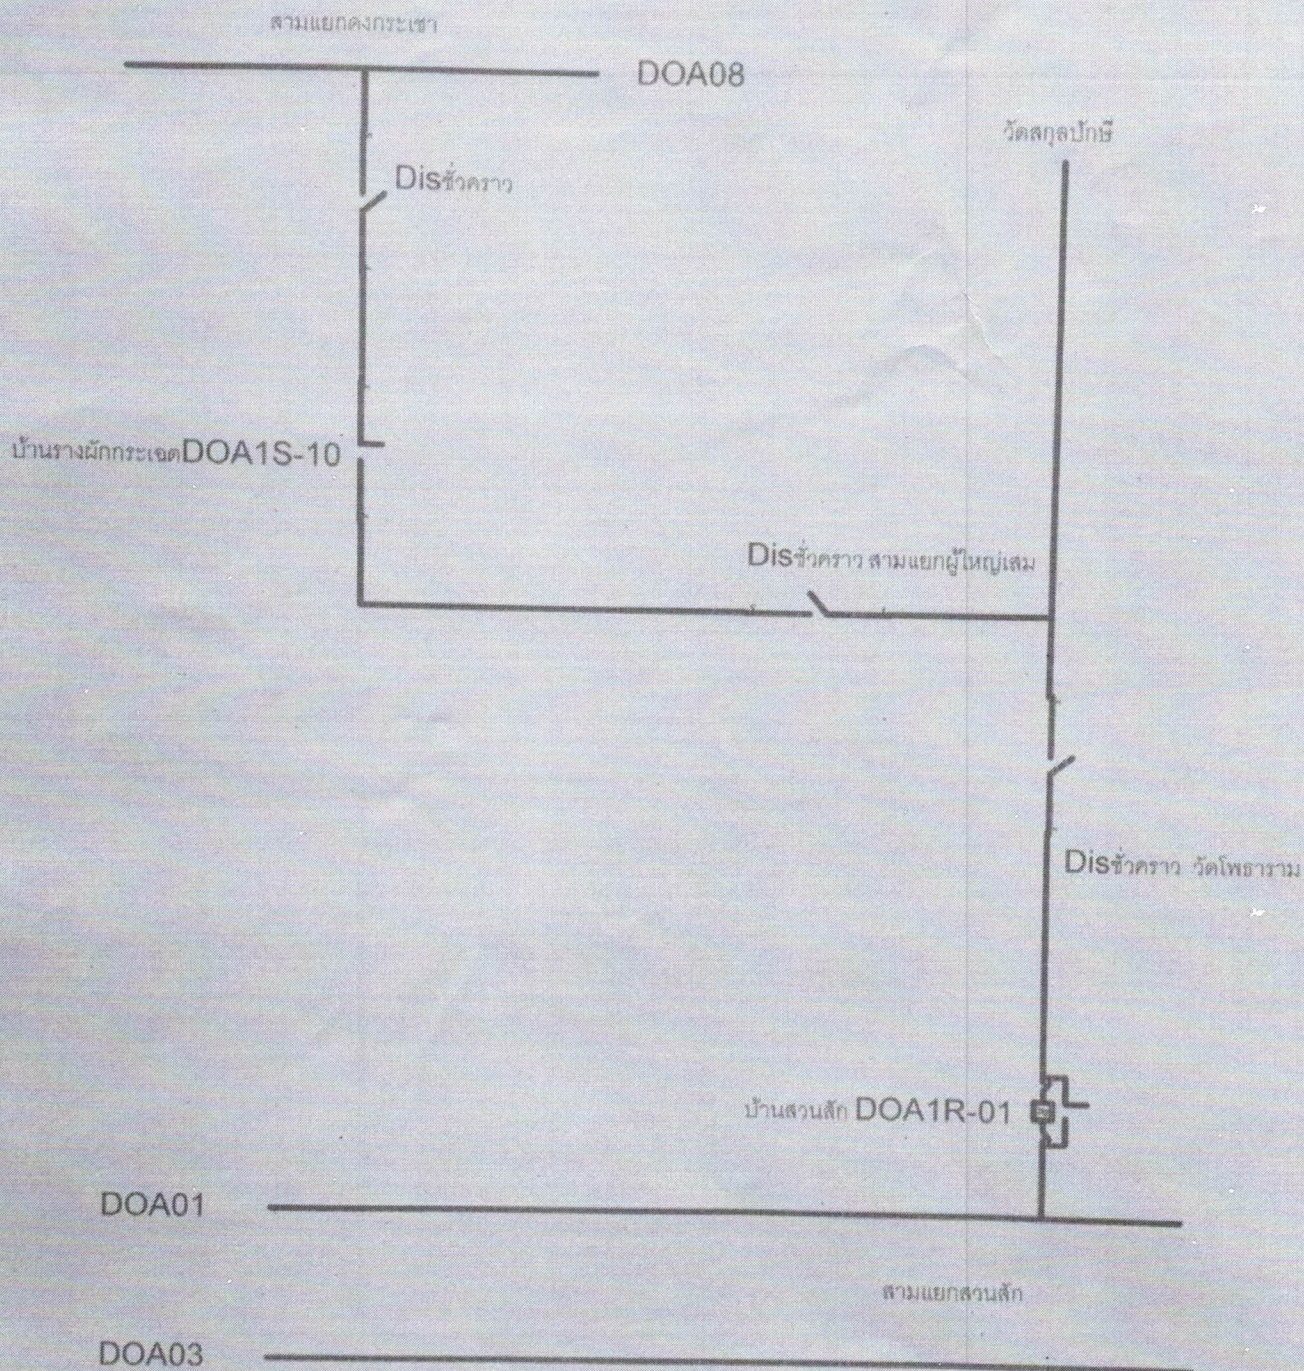 สามแยกดงกระเชา
DOA08
วัดสกุลปักษี
Disชั่วคราว
บ้านรางผักกระเฉดDOA1S-10
Disชั่วคราว สามแยกผู้ใหญ่เสม
Disชั่วคราว วัดโพธาราม
บ้านสวนสัก DOA1R-01
DOA01
สามแยกสวนสัก
DOA03